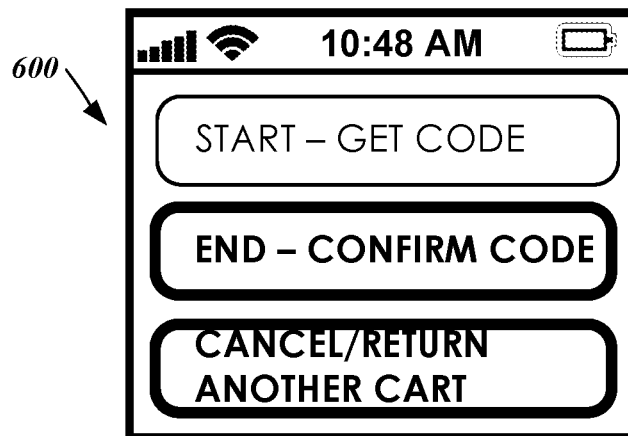 10:48 AM
600
START – GET CODE
END – CONFIRM CODE
CANCEL/RETURN
ANOTHER CART